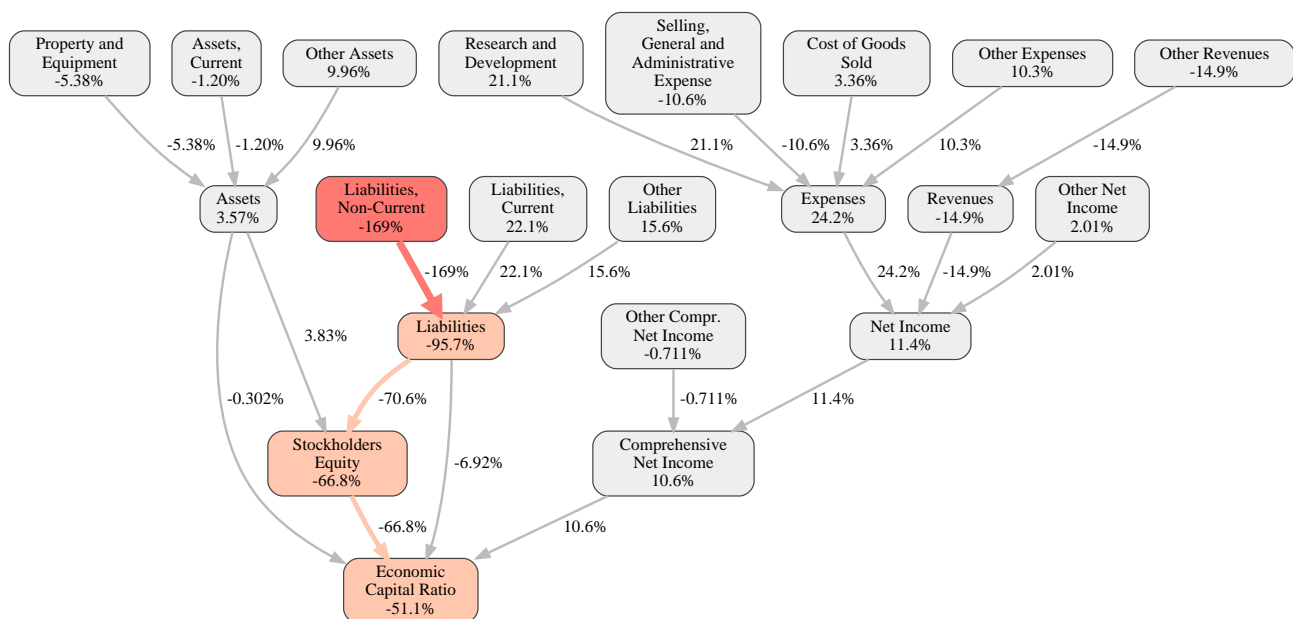 Property and
Equipment
-5.38%
Assets,
Current
-1.20%
Other Assets
9.96%
Research and
Development
21.1%
Selling,
General and
Administrative
Expense
-10.6%
Cost of Goods
Sold
3.36%
Other Expenses
10.3%
Other Revenues
-14.9%
-5.38%
-1.20%
9.96%
21.1%
-10.6%
3.36%
10.3%
-14.9%
Assets
3.57%
Liabilities,
Non-Current
-169%
Liabilities,
Current
22.1%
Other
Liabilities
15.6%
Expenses
24.2%
Revenues
-14.9%
Other Net
Income
2.01%
-169%
22.1%
15.6%
24.2%
-14.9%
2.01%
3.83%
Liabilities
-95.7%
Other Compr.
Net Income
-0.711%
Net Income
11.4%
-0.302%
-70.6%
-0.711%
11.4%
Stockholders
Equity
-66.8%
-6.92%
Comprehensive
Net Income
10.6%
-66.8%
10.6%
Economic
Capital Ratio
-51.1%